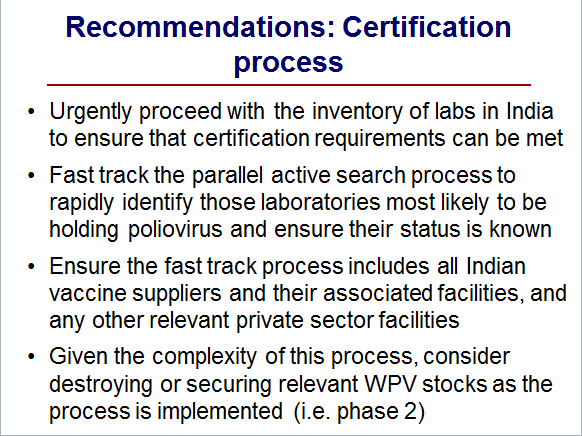 Recommendations: Certification
process
• Urgently proceed with the inventory of labs in India
to ensure that certification requirements can be met
• Fast track the parallel active search process to
rapidly identify those laboratories most likely to be
holding poliovirus and ensure their status is known
• Ensure the fast track process includes all Indian
vaccine suppliers and their associated facilities, and
any other relevant private sector facilities
• Given the complexity of this process, consider
destroying or securing relevant WPV stocks as the
process is implemented (i.e. phase 2)